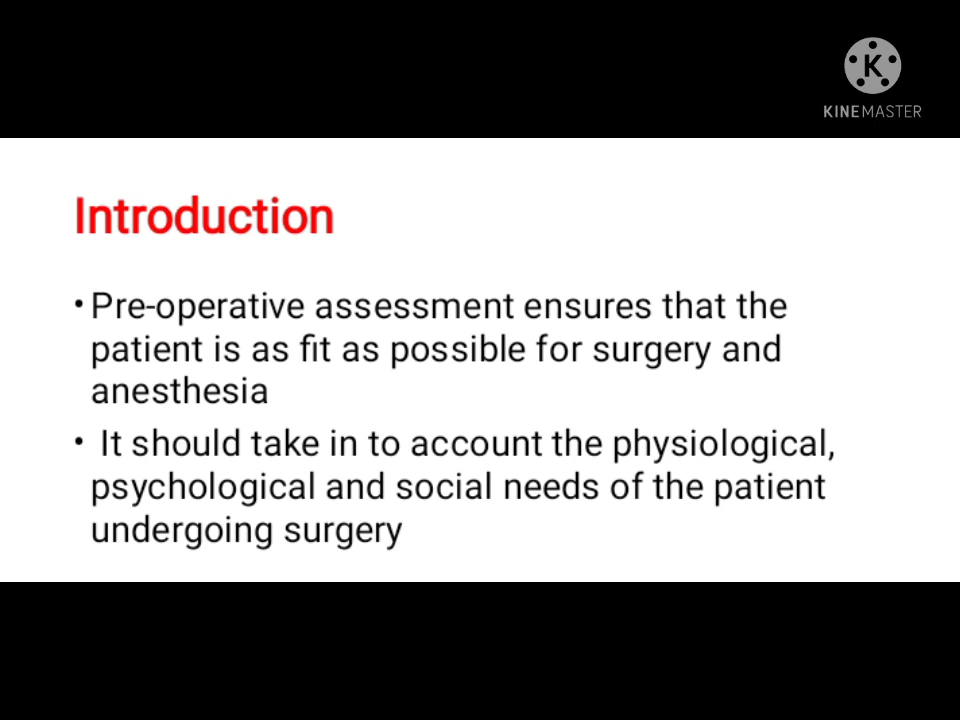 K
KINEMASTER
Introduction
• Pre-operative assessment ensures that the
patient is as fit as possible for surgery and
anesthesia
• It should take in to account the physiological,
psychological and social needs of the patient
undergoing surgery